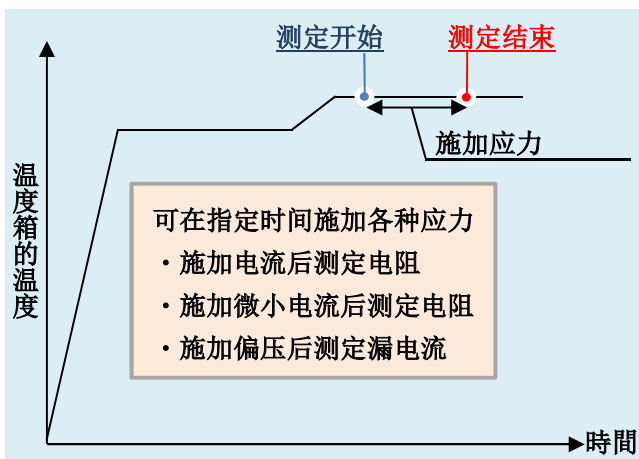 测定开始
测定结束
施加应力
温度箱的温度
可在指定时间施加各种应力
・施加电流后测定电阻
・施加微小电流后测定电阻
・施加偏压后测定漏电流
時間